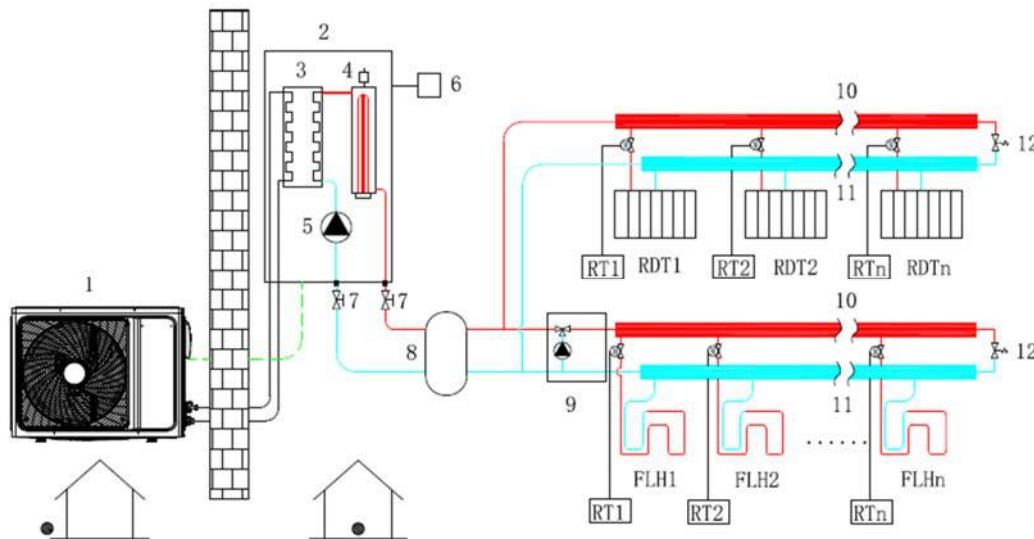 2
3
4
6
10
12
11
5
RT1
RDT1
RT2
RDT2
RTn
RDTn
1
7
7
8
10
12
9
11
FLH1
FLH2
......
FLHn
RT1
RT2
RTn